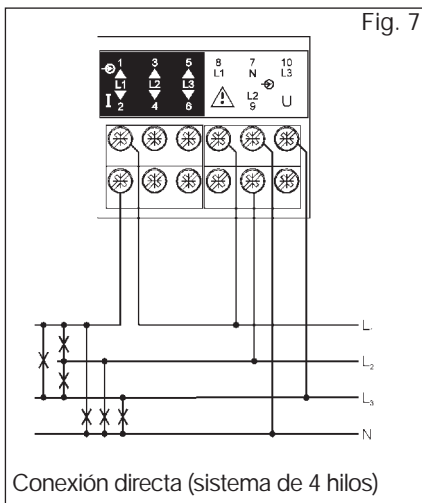 Fig. 7
1 3 5 8 7 10
L1 N L3
L1 L2 L3
L2
I 2 4 6 9 U
L
L2
L3
N
Conexión directa (sistema de 4 hilos)